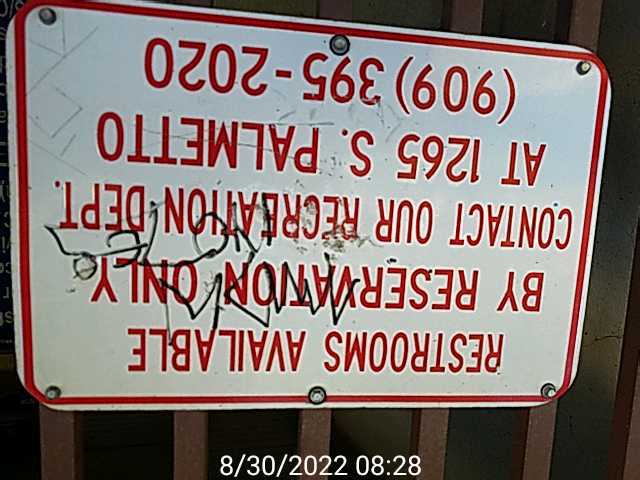 RESTROOMS AVAILABLE
BY RESERVATION ONLY
CONTACT OUR RECREATION DEPT.
AT 1265 S. PALMETTO
(909) 395-2020
8/30/2022 08:28